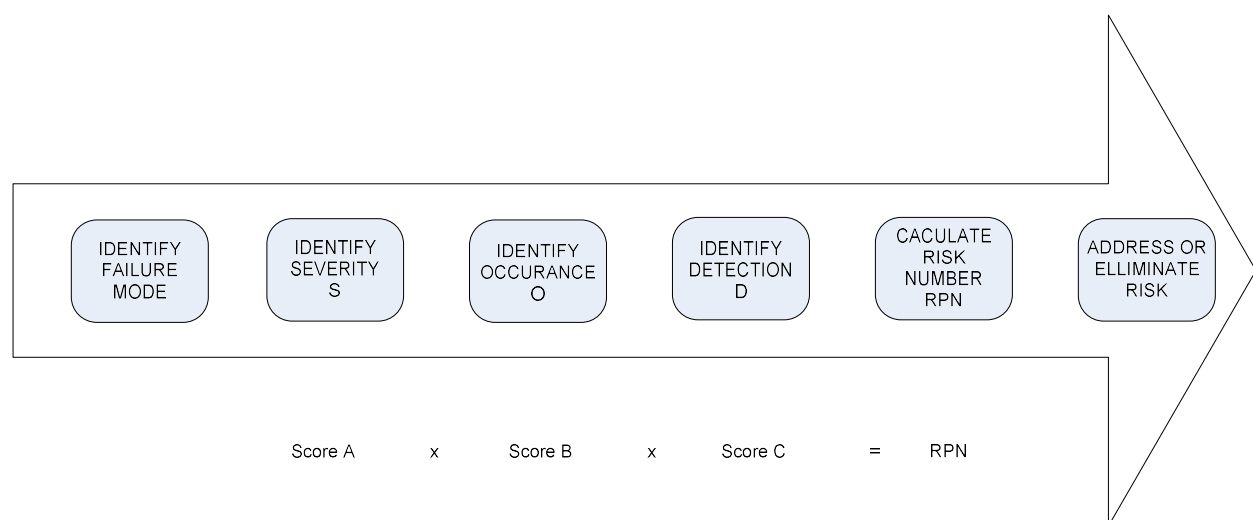 IDENTIFY
FAILURE
MODE
IDENTIFY
SEVERITY
S
IDENTIFY
OCCURANCE
O
IDENTIFY
DETECTION
D
CACULATE
RISK
NUMBER
RPN
ADDRESS OR
ELLIMINATE
RISK
Score A x Score B x Score C = RPN